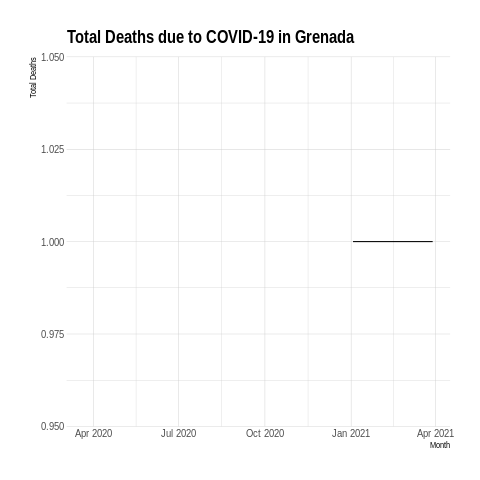 Total Deaths due to COVID-19 in Grenada
Total Deaths
1.050
1.025
1.000
0.975
0.950
Apr 2020 Jul 2020 Oct 2020 Jan 2021 Apr 2021
Month